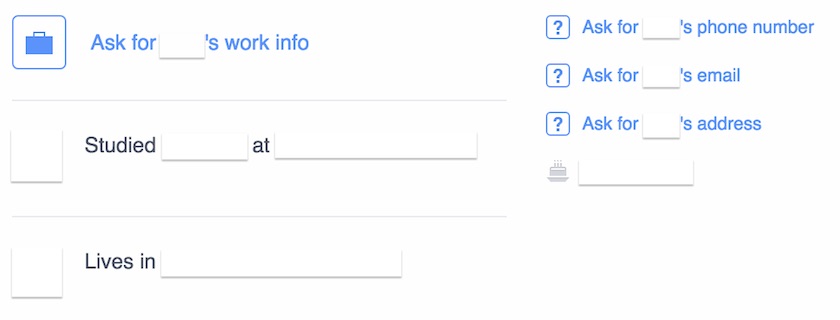 Ask for 's work info
Studied at
Lives in
Ask for 's phone number
Ask for 's email
Ask for 's address